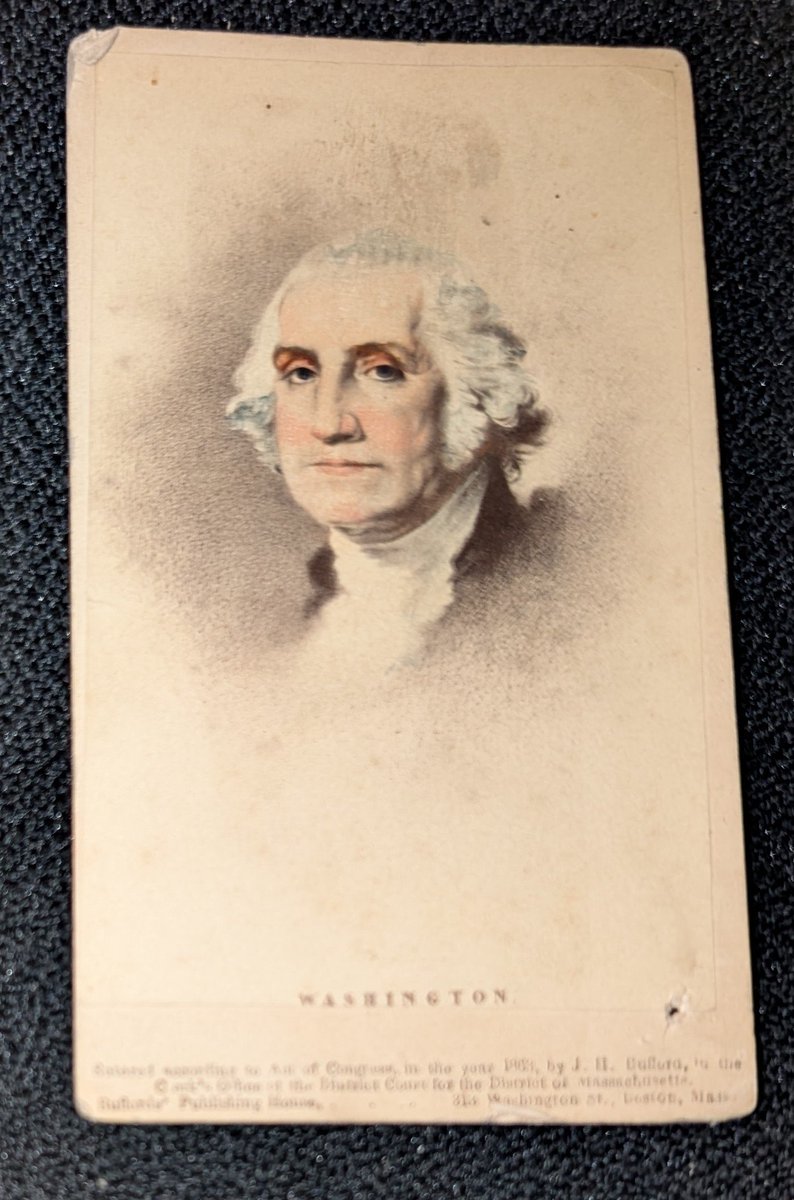 WASHINGTON.
Entered according to Act of Congress, in the year by J. H. Bufford, in the
Clerk's Office of the District Court for the District of Massachusetts.
Buffords' Publishing House, 313 Washington St., Boston, Mass.